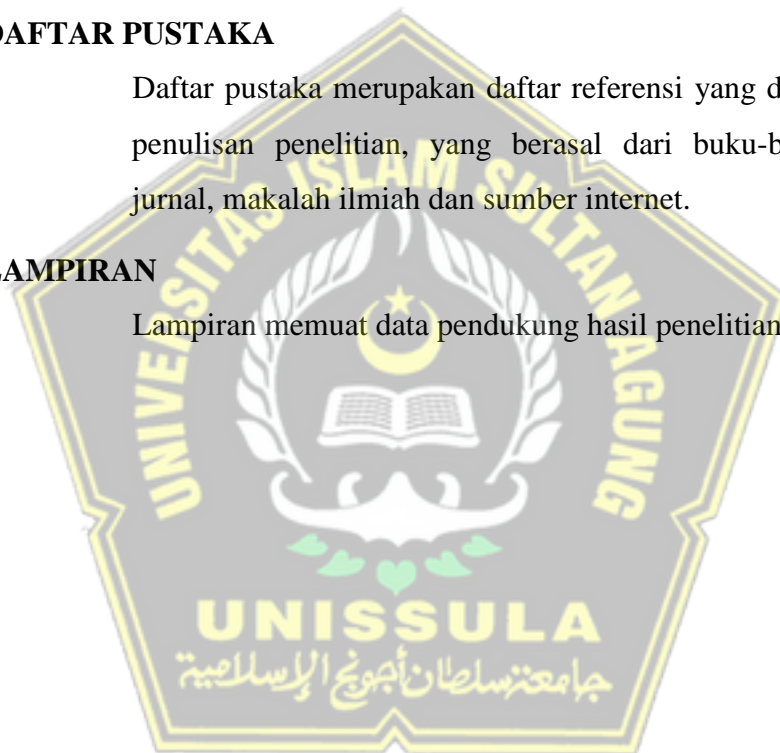 DAFTAR PUSTAKA
Daftar pustaka merupakan daftar referensi yang d
penulisan penelitian, yang berasal dari buku-b
jurnal, makalah ilmiah dan sumber internet.
LAMPIRAN
Lampiran memuat data pendukung hasil penelitian
UNIVERSITAS ISLAM SULTAN AGUNG
UNISSULA
جامعة سلطان أجونج الإسلامية